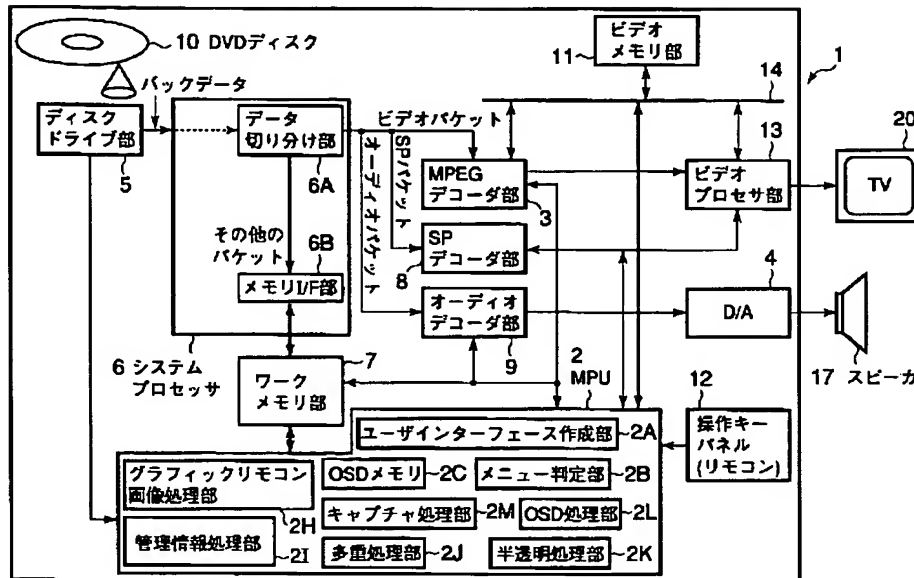 10 DVDディスク
パックデータ
ディスク
ドライブ部
5
データ
切り分け部
6A
その他の
パケット
6B
メモリI/F部
6 システム
プロセッサ
ビデオパケット
SPパケット
オーディオパケット
ビデオ
メモリ部
11
14
1
MPEG
デコーダ部
3
SP
デコーダ部
8
オーディオ
デコーダ部
9
13
ビデオ
プロセサ部
20
TV
4
D/A
17 スピーカ
7
ワーク
メモリ部
2
MPU
12
操作キー
パネル
(リモコン)
ユーザインターフェース作成部
2A
グラフィックリモコン
画像処理部
2H
OSDメモリ
2C
メニュー判定部
2B
キャプチャ処理部
2M
OSD処理部
2L
管理情報処理部
2I
多重処理部
2J
半透明処理部
2K